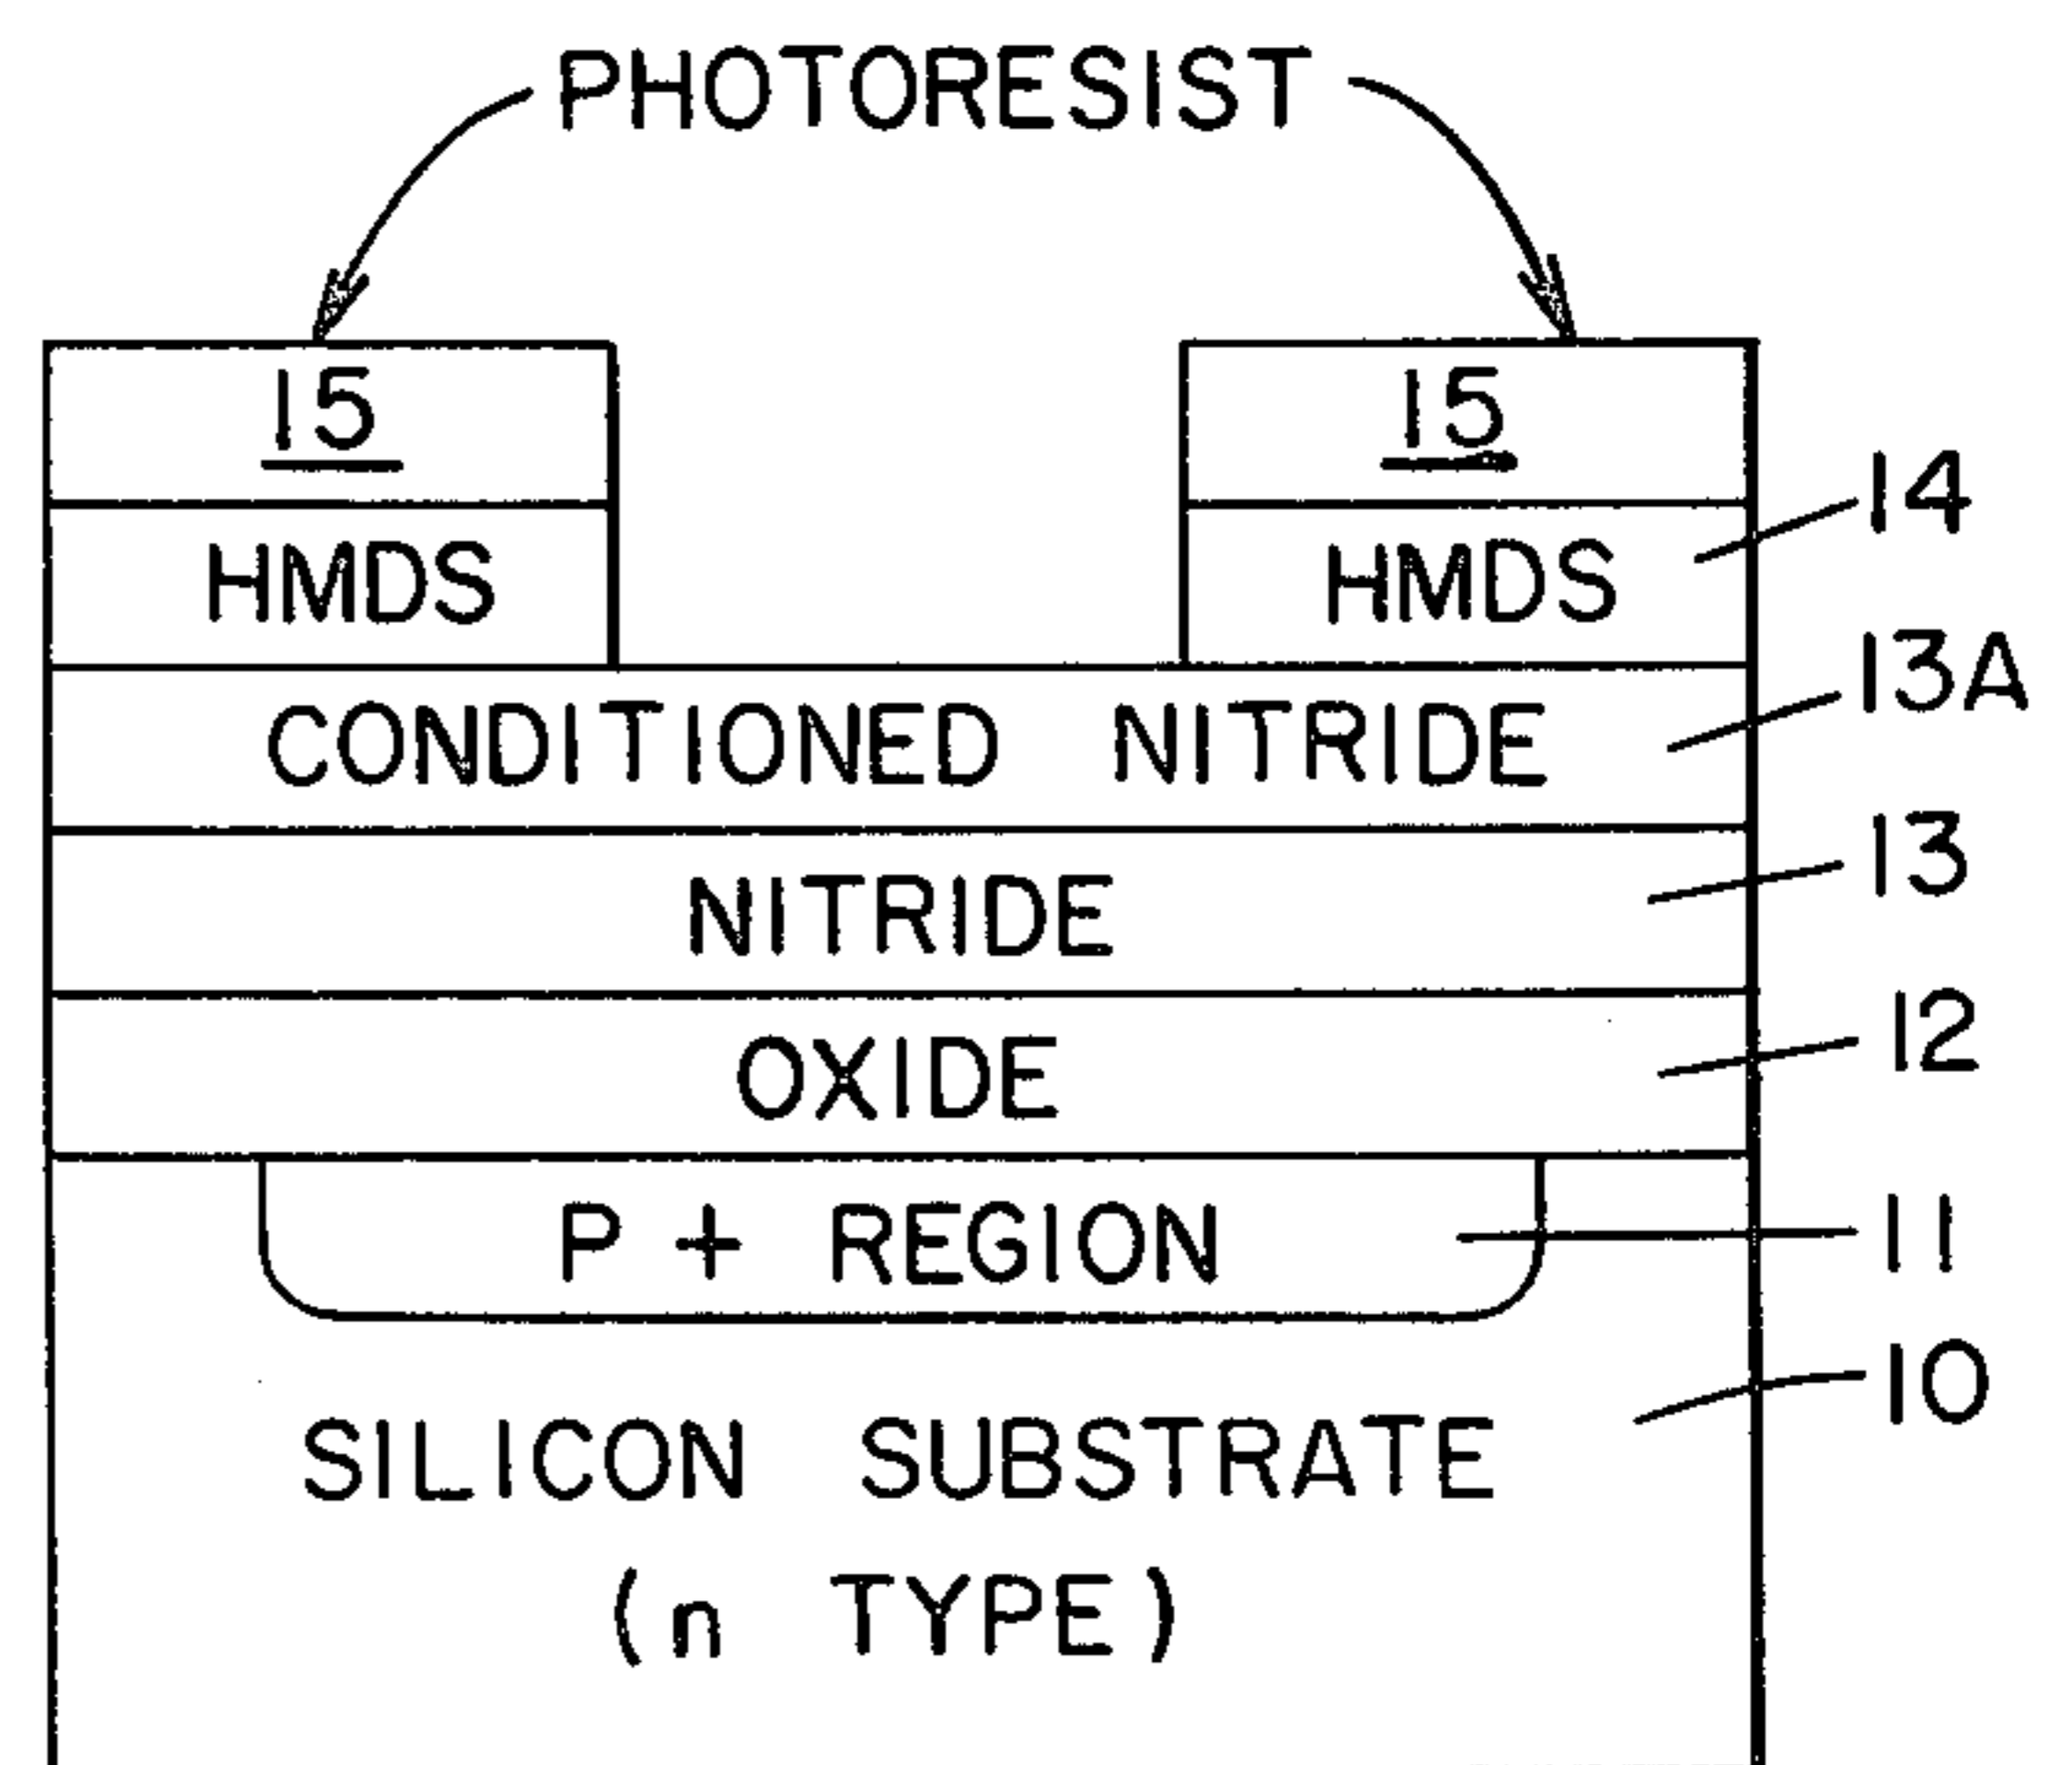 PHOTORESIST
15 15
14
HMDS HMDS
13A
CONDITIONED NITRIDE
13
NITRIDE
12
OXIDE
P + REGION 11
10
SILICON SUBSTRATE
(n TYPE)